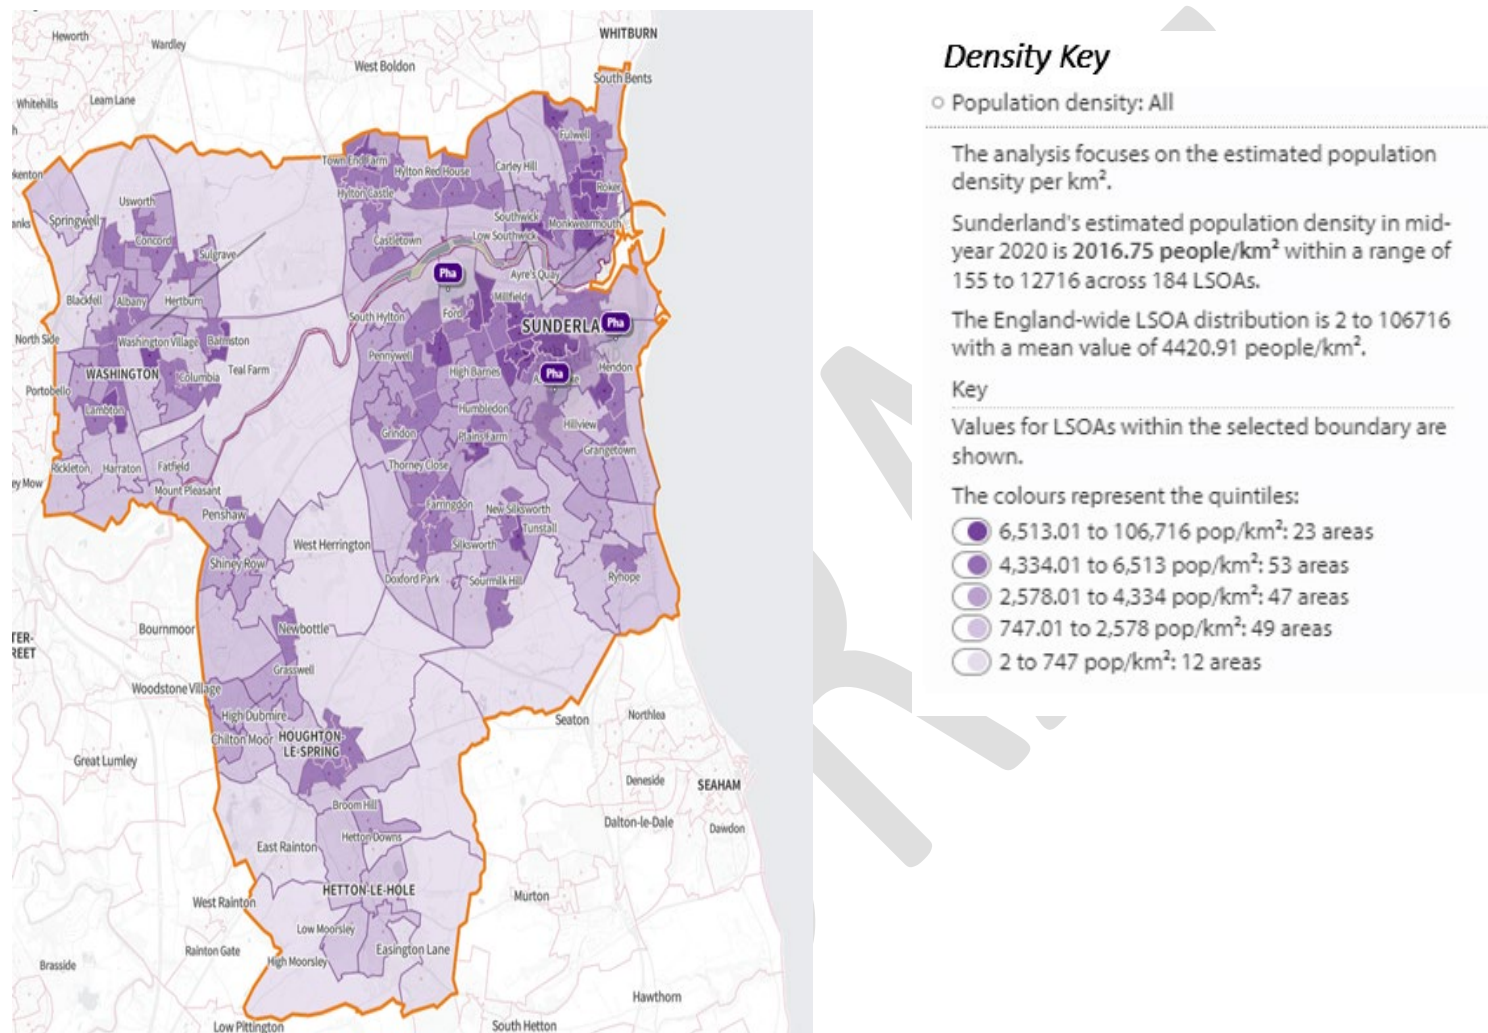 WHITBURN
Heworth
Wardley
West Boldon
South Bents
Whitehills
Leam Lane
Fulwell
Town End Farm
Hylton Red House
Carley Hill
Hylton Castle
Roker
Usworth
Springwell
Southwick
Monkwearmouth
Concord
Castletown
Low Southwick
Sulgrave
Pha
Ayre's Quay
Blackfell
Albany
Hertburn
Millfield
South Hylton
Ford
SUNDERLA
Pha
North Side
Washington Village
Barmston
Pennywell
WASHINGTON
Columbia
Teal Farm
High Barnes
Pha
Hendon
Portobello
Lambton
Humbledon
Hillview
Grindon
Plains Farm
Grangetown
Rickleton
Harraton
Fatfield
Thorney Close
ey Mow
Mount Pleasant
Penshaw
Farringdon
New Silksworth
Tunstall
West Herrington
Silksworth
Shiney Row
Doxford Park
Sourmilk Hill
Ryhope
Bournmoor
Newbottle
TER-
REET
Grasswell
Woodstone Village
High Dubmire
Chilton Moor
HOUGHTON-
LE-SPRING
Seaton
Northlea
Great Lumley
Deneside
SEAHAM
Broom Hill
Dalton-le-Dale
Dawdon
East Rainton
Hetton Downs
HETTON-LE-HOLE
West Rainton
Murton
Low Moorsley
Rainton Gate
Easington Lane
Brasside
High Moorsley
Hawthorn
Low Pittington
South Hetton
Density Key
Population density: All
The analysis focuses on the estimated population
density per km².
Sunderland's estimated population density in mid-
year 2020 is 2016.75 people/km² within a range of
155 to 12716 across 184 LSOAs.
The England-wide LSOA distribution is 2 to 106716
with a mean value of 4420.91 people/km².
Key
Values for LSOAs within the selected boundary are
shown.
The colours represent the quintiles:
6,513.01 to 106,716 pop/km²: 23 areas
4,334.01 to 6,513 pop/km²: 53 areas
2,578.01 to 4,334 pop/km²: 47 areas
747.01 to 2,578 pop/km²: 49 areas
2 to 747 pop/km²: 12 areas